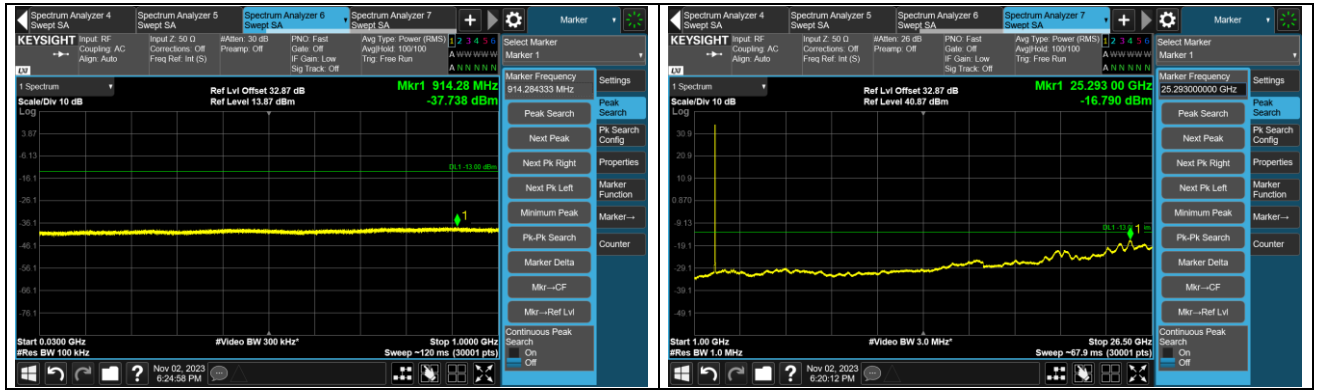 Spectrum Analyzer 4
Swept SA
Spectrum Analyzer 5
Swept SA
Spectrum Analyzer 6
Swept SA
Spectrum Analyzer 7
Swept SA
Marker
KEYSIGHT
Input: RF
Coupling: AC
Align: Auto
Input Z: 50 Ω
Corrections: Off
Freq Ref: Int (S)
#Atten: 30 dB
Preamp: Off
PNO: Fast
Gate: Off
IF Gain: Low
Sig Track: Off
Avg Type: Power (RMS)
Avg|Hold: 100/100
Trig: Free Run
1 2 3 4 5 6
A W W W W W
A N N N N N
LXI
1 Spectrum
Scale/Div 10 dB
Log
Ref Lvl Offset 32.87 dB
Ref Level 13.87 dBm
Mkr1 914.28 MHz
-37.738 dBm
3.87
-6.13
DL1 -13.00 dBm
-16.1
-26.1
-36.1
1
-46.1
-56.1
-66.1
-76.1
Start 0.0300 GHz
#Res BW 100 kHz
#Video BW 300 kHz*
Stop 1.0000 GHz
Sweep ~120 ms (30001 pts)
Select Marker
Marker 1
Marker Frequency
914.284333 MHz
Peak Search
Next Peak
Next Pk Right
Next Pk Left
Minimum Peak
Pk-Pk Search
Marker Delta
Mkr→CF
Mkr→Ref Lvl
Continuous Peak
Search
On
Off
Settings
Peak
Search
Pk Search
Config
Properties
Marker
Function
Marker→
Counter
?
Nov 02, 2023
6:24:58 PM
Spectrum Analyzer 4
Swept SA
Spectrum Analyzer 5
Swept SA
Spectrum Analyzer 6
Swept SA
Spectrum Analyzer 7
Swept SA
Marker
KEYSIGHT
Input: RF
Coupling: AC
Align: Auto
Input Z: 50 Ω
Corrections: Off
Freq Ref: Int (S)
#Atten: 26 dB
Preamp: Off
PNO: Fast
Gate: Off
IF Gain: Low
Sig Track: Off
Avg Type: Power (RMS)
Avg|Hold: 100/100
Trig: Free Run
1 2 3 4 5 6
A W W W W W
A N N N N N
LXI
1 Spectrum
Scale/Div 10 dB
Log
Ref Lvl Offset 32.87 dB
Ref Level 40.87 dBm
Mkr1 25.293 00 GHz
-16.790 dBm
30.9
20.9
10.9
0.870
-9.13
1
-19.1
-29.1
-39.1
-49.1
Start 1.00 GHz
#Res BW 1.0 MHz
#Video BW 3.0 MHz*
Stop 26.50 GHz
Sweep ~67.9 ms (30001 pts)
Select Marker
Marker 1
Marker Frequency
25.293000000 GHz
Peak Search
Next Peak
Next Pk Right
Next Pk Left
Minimum Peak
Pk-Pk Search
Marker Delta
Mkr→CF
Mkr→Ref Lvl
Continuous Peak
Search
On
Off
Settings
Peak
Search
Pk Search
Config
Properties
Marker
Function
Marker→
Counter
?
Nov 02, 2023
6:20:12 PM